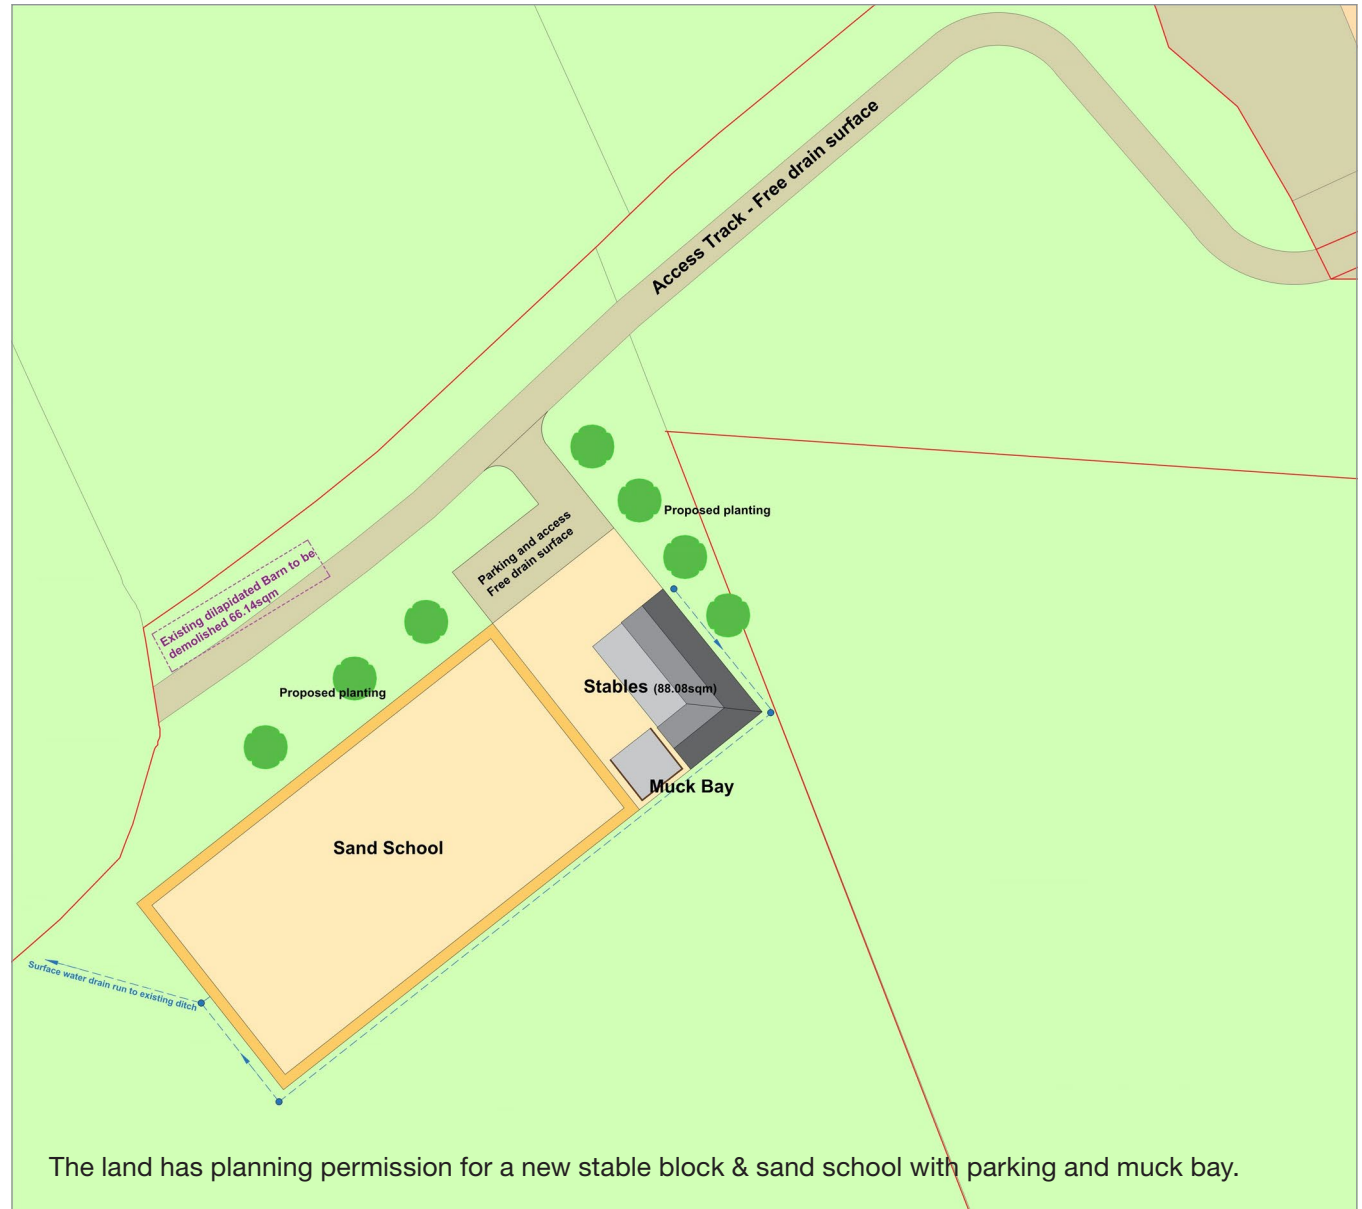 Access Track - Free drain surface
Proposed planting
Parking and access
Free drain surface
Existing dilapidated Barn to be
demolished 66.14sqm
Stables (88.08sqm)
Proposed planting
Muck Bay
Sand School
Surface water drain run to existing ditch
The land has planning permission for a new stable block & sand school with parking and muck bay.